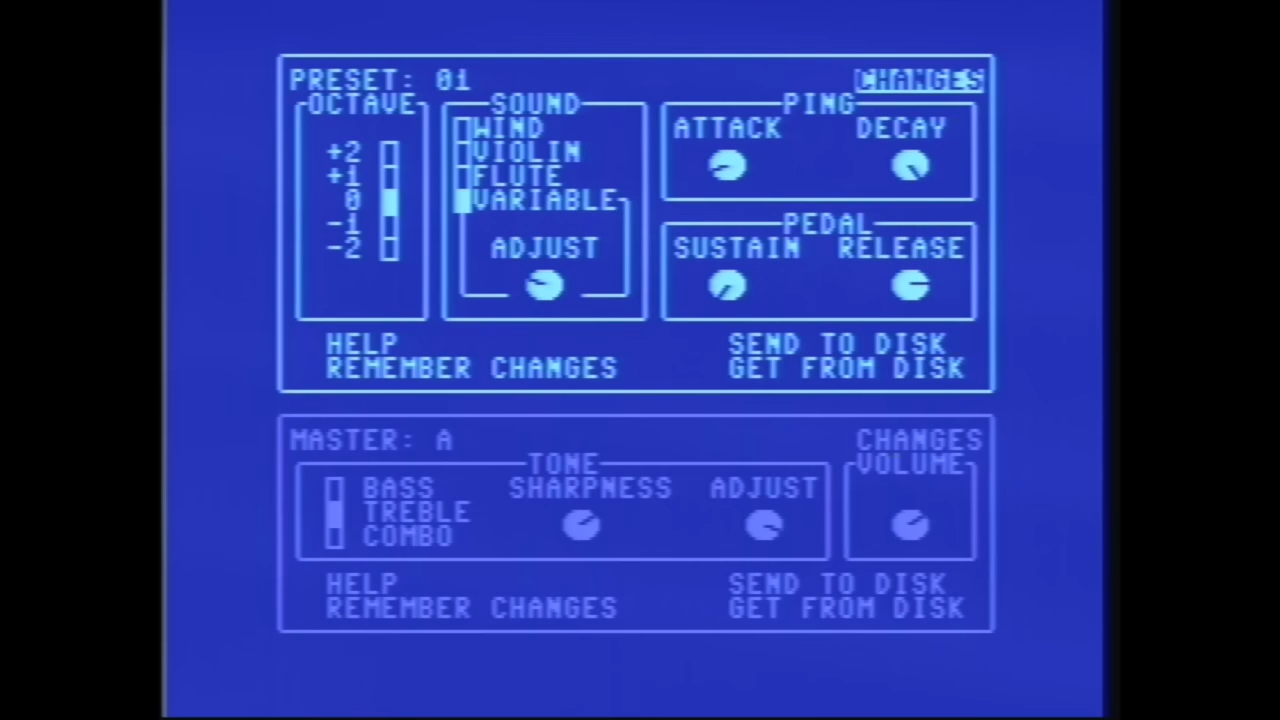 PRESET: 01 CHANGES
OCTAVE SOUND PING
WIND ATTACK DECAY
+2 VIOLIN
+1 FLUTE
0 VARIABLE
-1 PEDAL
-2 ADJUST SUSTAIN RELEASE
HELP SEND TO DISK
REMEMBER CHANGES GET FROM DISK
MASTER: A CHANGES
TONE VOLUME
BASS SHARPNESS ADJUST
TREBLE
COMBO
HELP SEND TO DISK
REMEMBER CHANGES GET FROM DISK